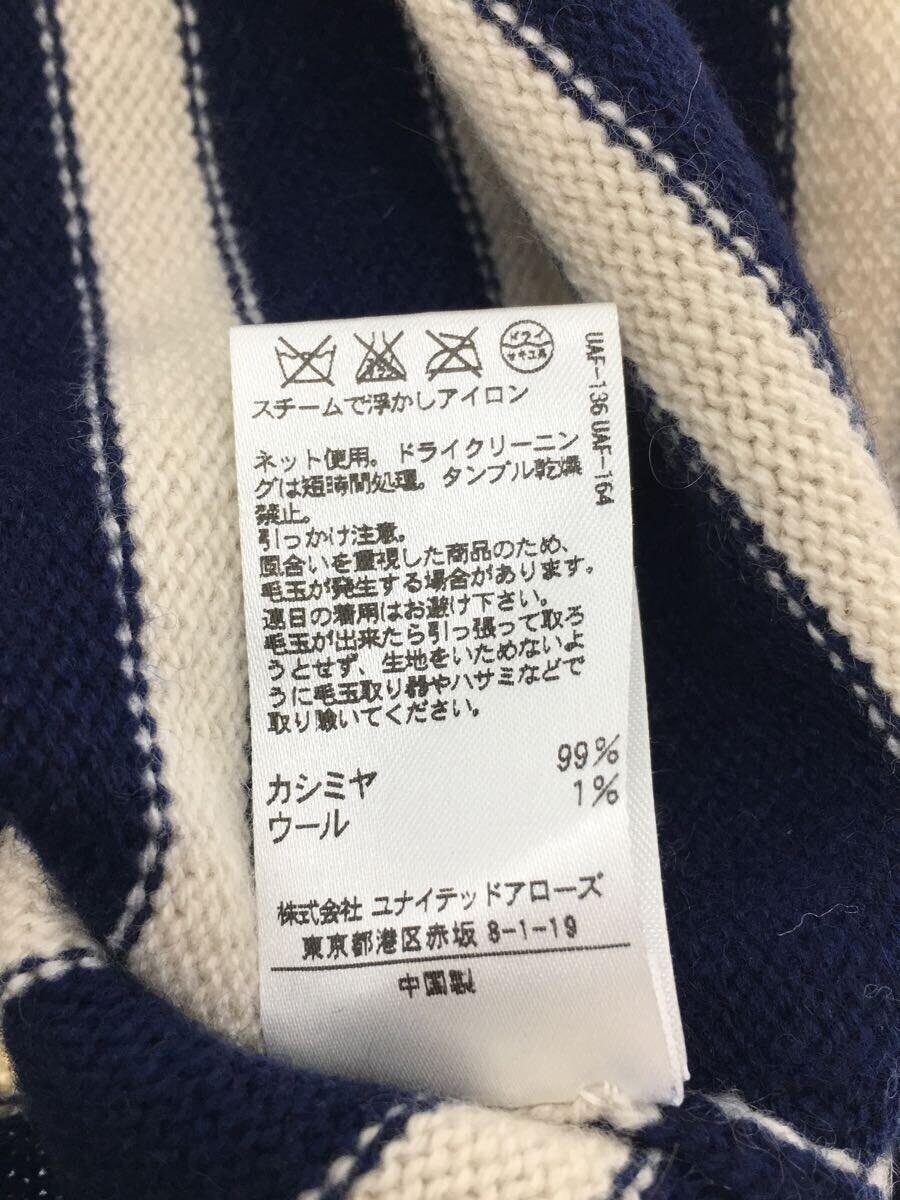 ドライ
セキユ系
スチームで浮かしアイロン
ネット使用。ドライクリーニン
グは短時間処理。タンブル乾燥
禁止。
引っかけ注意。
風合いを重視した商品のため、
毛玉が発生する場合があります。
連日の着用はお避け下さい。
毛玉が出来たら引っ張って取ろ
うとせず、生地をいためないよ
うに毛玉取り器やハサミなどで
取り除いてください。
カシミヤ 99%
ウール 1%
株式会社 ユナイテッドアローズ
東京都港区赤坂 8-1-19
中国製
UAF-136 UAF-164